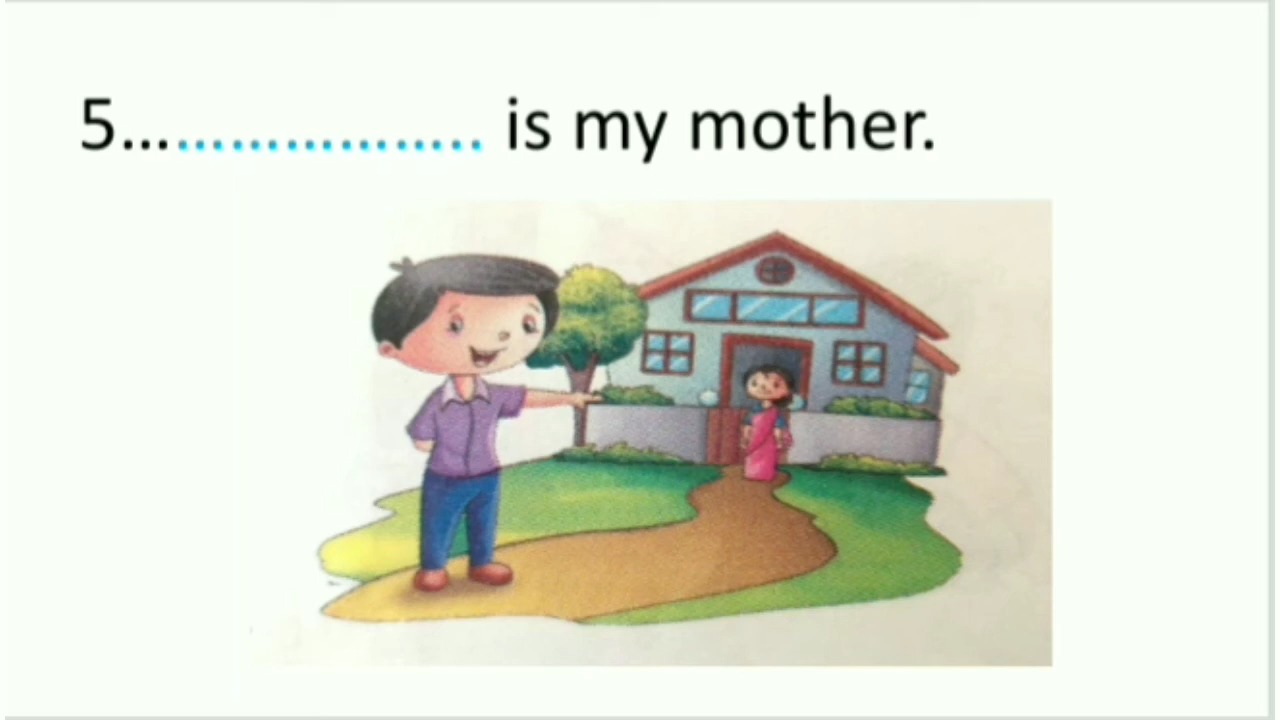 5………………… is my mother.